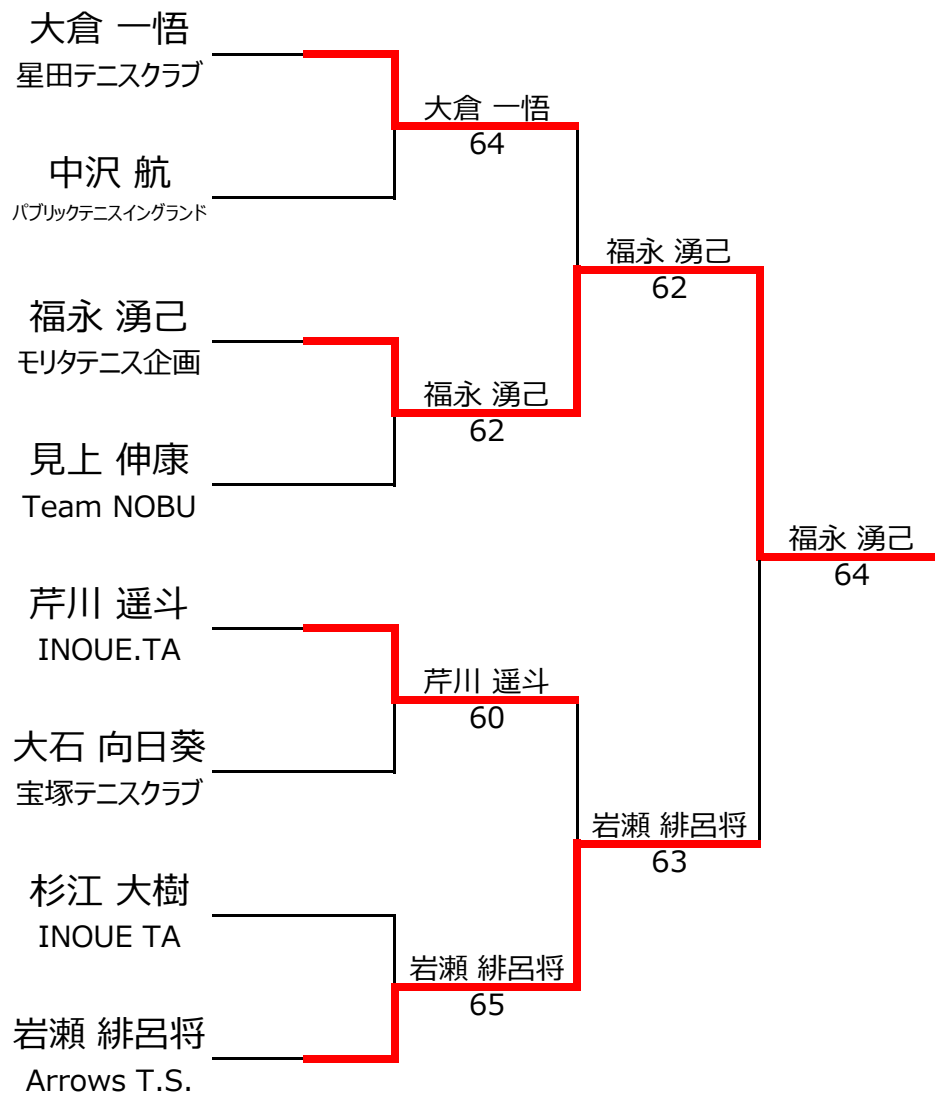 大倉 一悟
星田テニスクラブ
大倉 一悟
64
中沢 航
パブリックテニスイングランド
福永 湧己
62
福永 湧己
モリタテニス企画
福永 湧己
62
見上 伸康
Team NOBU
福永 湧己
64
芹川 遥斗
INOUE.TA
芹川 遥斗
60
大石 向日葵
宝塚テニスクラブ
岩瀬 緋呂将
63
杉江 大樹
INOUE TA
岩瀬 緋呂将
65
岩瀬 緋呂将
Arrows T.S.